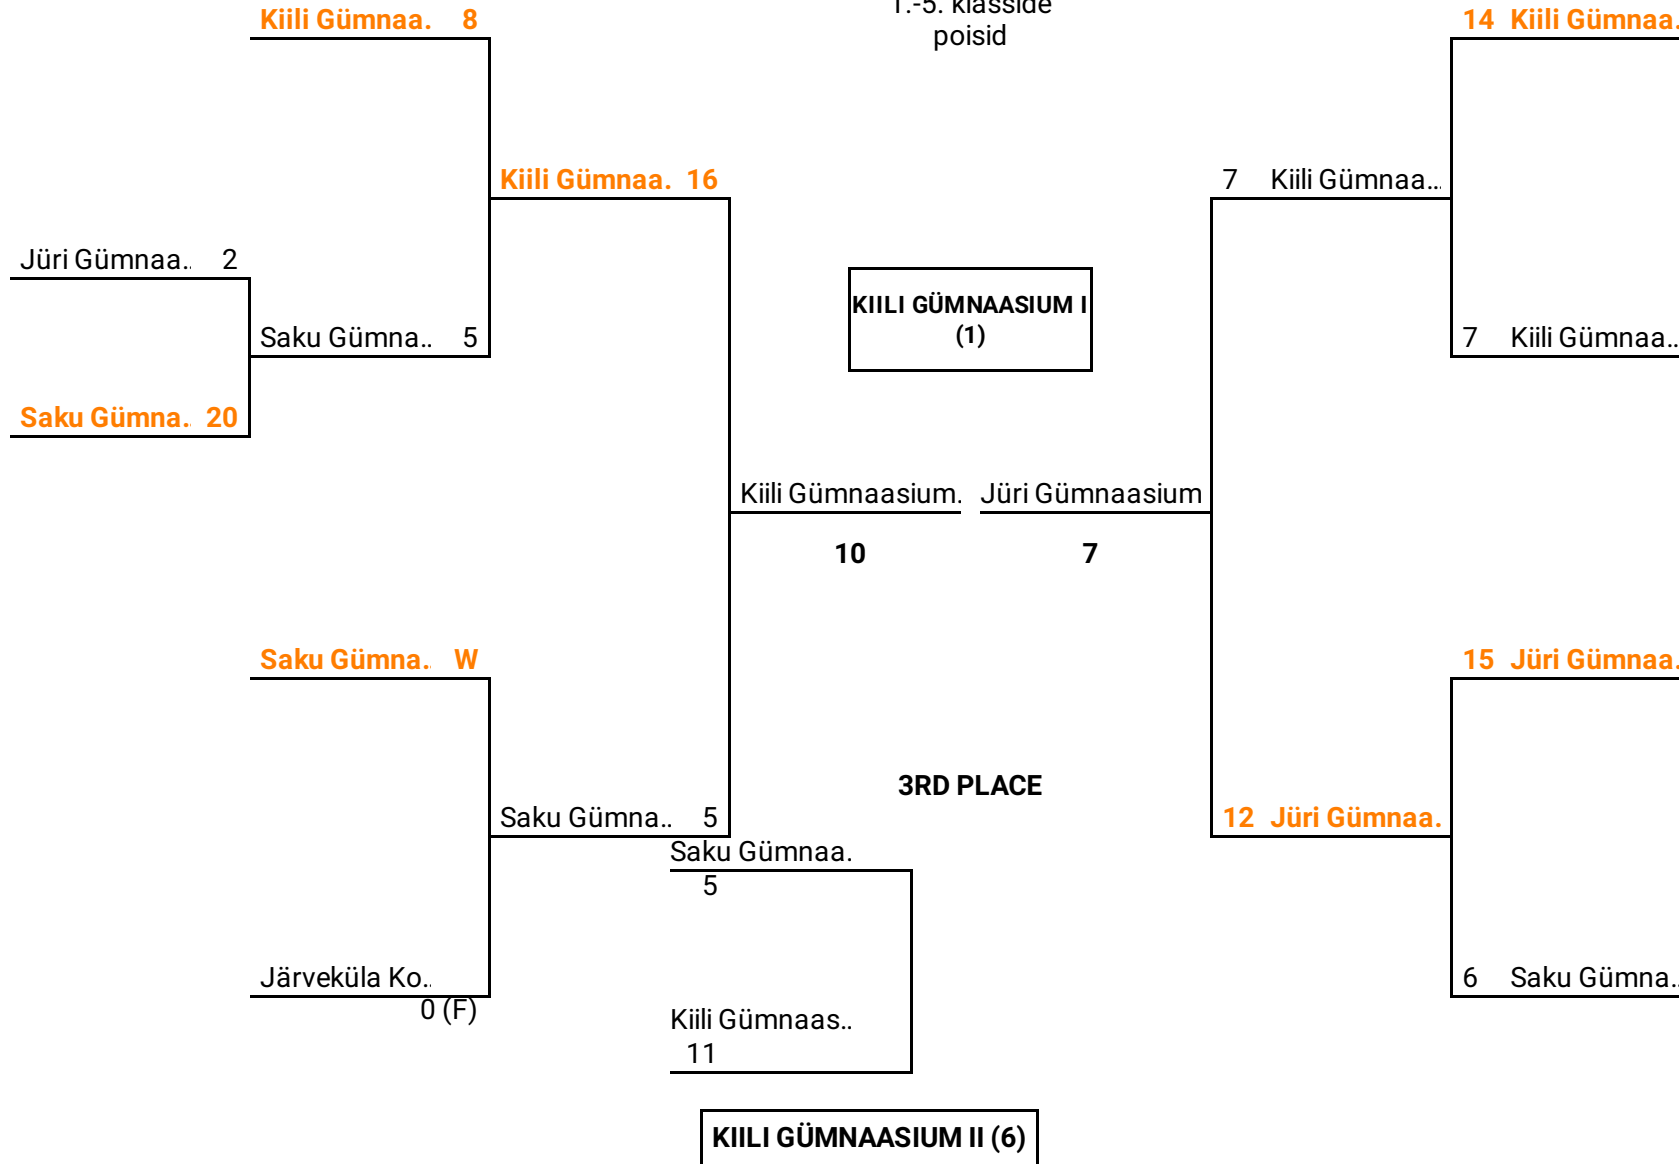 Kiili Gümnaa. 8
1.-5. klasside
poisid
14 Kiili Gümnaa.
Kiili Gümnaa. 16
7 Kiili Gümnaa..
Jüri Gümnaa.. 2
KIILI GÜMNAASIUM I
(1)
Saku Gümna.. 5
7 Kiili Gümnaa..
Saku Gümna.. 20
Kiili Gümnaasium.
Jüri Gümnaasium
10
7
Saku Gümna.. W
15 Jüri Gümnaa.
3RD PLACE
Saku Gümna.. 5
12 Jüri Gümnaa.
Saku Gümnaa.
5
Järveküla Ko..
0 (F)
6 Saku Gümna..
Kiili Gümnaas..
11
KIILI GÜMNAASIUM II (6)